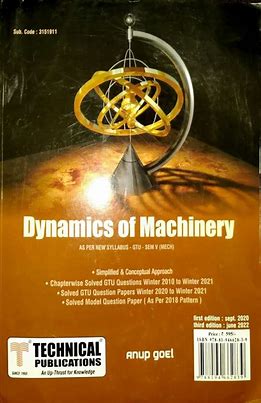 Sub. Code : 3151911
Dynamics of Machinery
AS PER NEW SYLLABUS - GTU - SEM V (MECH)
• Simplified & Conceptual Approach
• Chapterwise Solved GTU Questions Winter 2010 to Winter 2021
• Solved GTU Question Papers Winter 2020 to Winter 2021
• Solved Model Question Paper ( As Per 2018 Pattern )
first edition : sept. 2020
third edition : june 2022
TECHNICAL
PUBLICATIONS
SINCE 1993
An Up-Thrust for Knowledge
anup goel